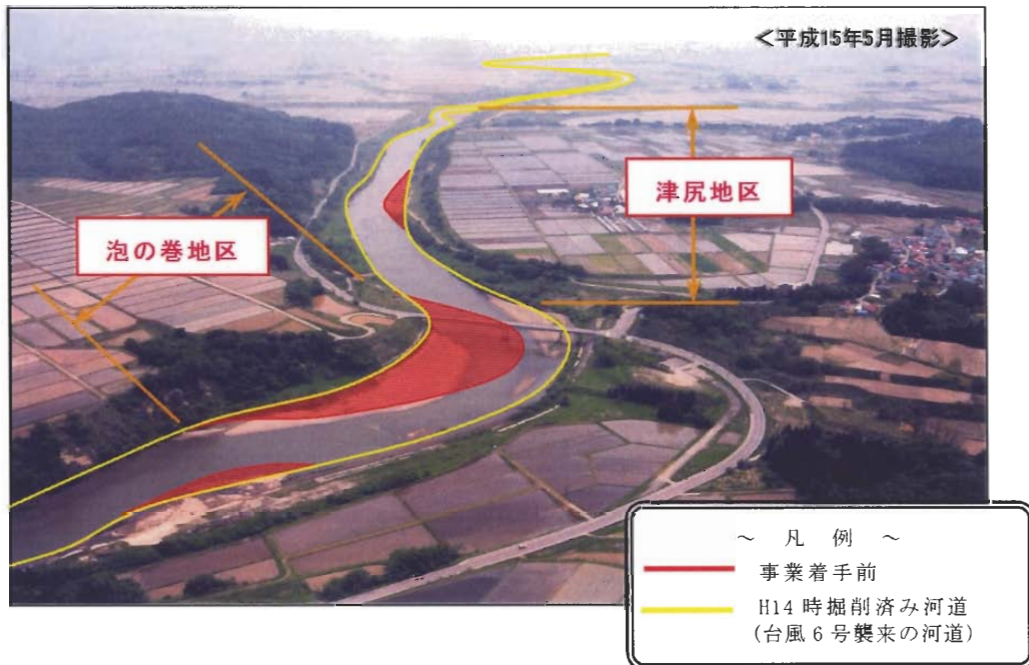 ＜平成15年5月撮影＞
津尻地区
泡の巻地区
～ 凡 例 ～
事業着手前
H14 時掘削済み河道
(台風 6 号襲来の河道)